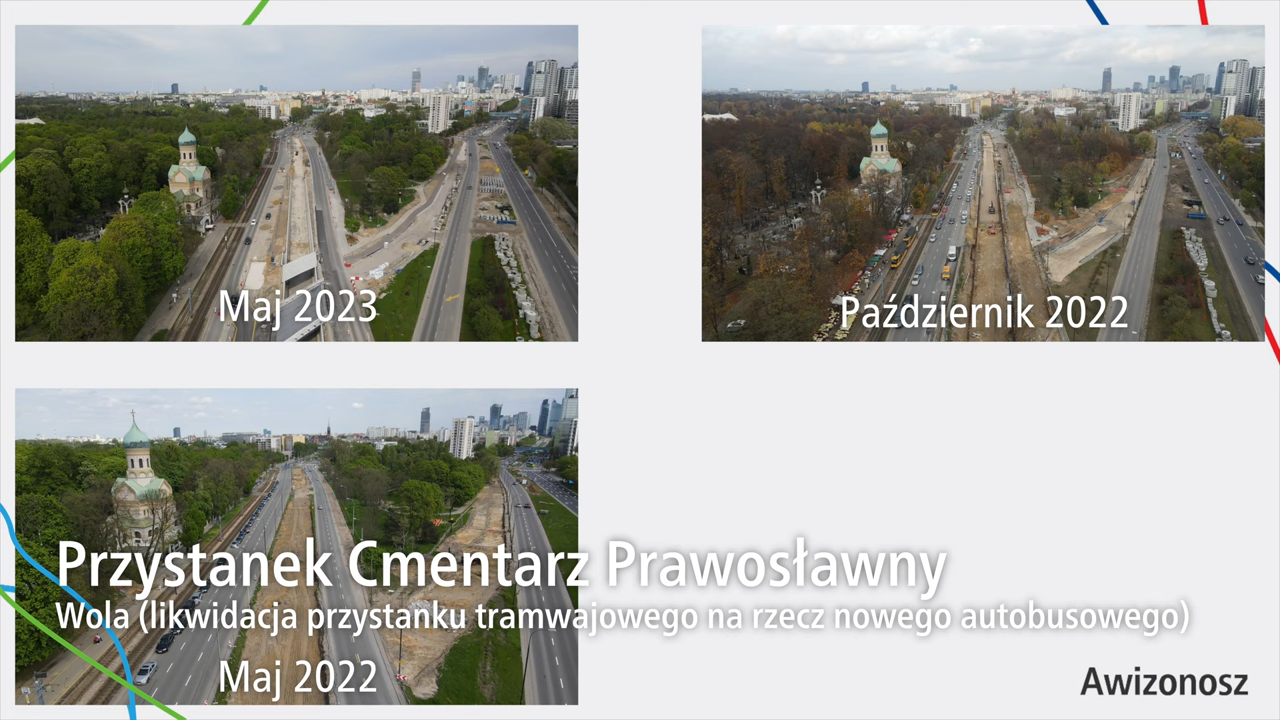 Maj 2023
Październik 2022
Przystanek Cmentarz Prawosławny
Wola (likwidacja przystanku tramwajowego na rzecz nowego autobusowego)
Maj 2022
Awizonosz